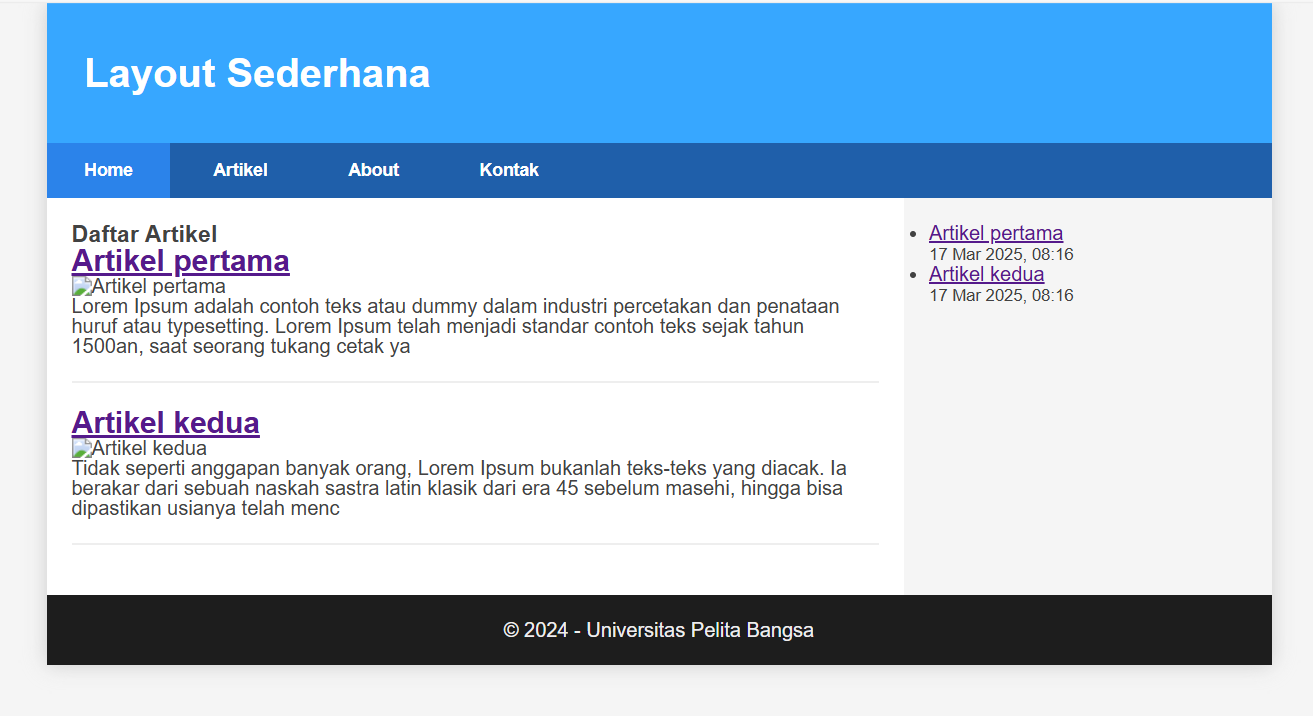 Layout Sederhana
Home Artikel About Kontak
Daftar Artikel
Artikel pertama
Artikel pertama
Lorem Ipsum adalah contoh teks atau dummy dalam industri percetakan dan penataan
huruf atau typesetting. Lorem Ipsum telah menjadi standar contoh teks sejak tahun
1500an, saat seorang tukang cetak ya
Artikel kedua
Artikel kedua
Tidak seperti anggapan banyak orang, Lorem Ipsum bukanlah teks-teks yang diacak. Ia
berakar dari sebuah naskah sastra latin klasik dari era 45 sebelum masehi, hingga bisa
dipastikan usianya telah menc
Artikel pertama
17 Mar 2025, 08:16
Artikel kedua
17 Mar 2025, 08:16
© 2024 - Universitas Pelita Bangsa